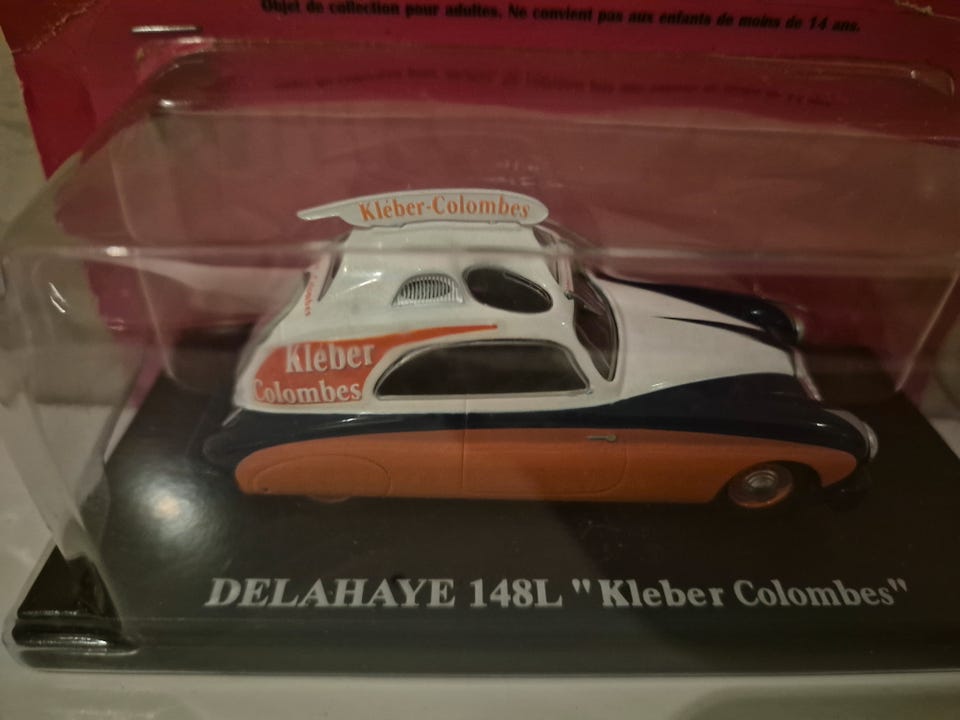 Objet de collection pour adultes. Ne convient pas aux enfants de moins de 14 ans.
Kléber-Colombes
Kléber
Colombes
DELAHAYE 148L "Kleber Colombes"